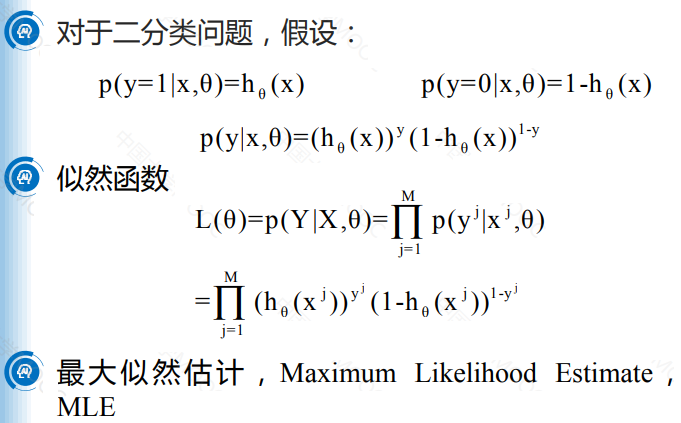 对于二分类问题，假设：
p(y=1|x,θ)=hθ(x) p(y=0|x,θ)=1-hθ(x)
p(y|x,θ)=(hθ(x))^y (1-hθ(x))^1-y
似然函数
L(θ)=p(Y|X,θ)=∏_{j=1}^{M} p(y^j|x^j,θ)
=∏_{j=1}^{M} (hθ(x^j))^{y^j} (1-hθ(x^j))^{1-y^j}
最大似然估计，Maximum Likelihood Estimate，
MLE